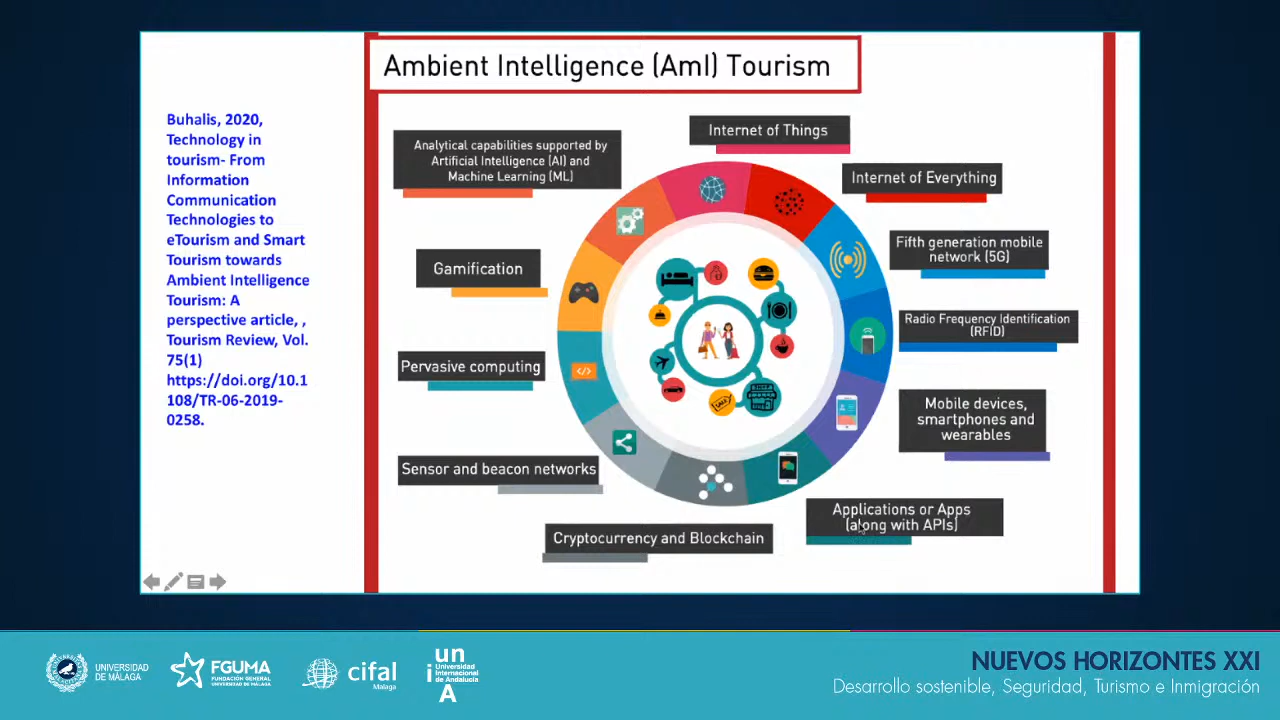 Ambient Intelligence (AmI) Tourism
Buhalis, 2020,
Technology in
tourism- From
Information
Communication
Technologies to
eTourism and Smart
Tourism towards
Ambient Intelligence
Tourism: A
perspective article, ,
Tourism Review, Vol.
75(1)
https://doi.org/10.1
108/TR-06-2019-
0258.
Analytical capabilities supported by
Artificial Intelligence (AI) and
Machine Learning (ML)
Internet of Things
Internet of Everything
Fifth generation mobile
network (5G)
Radio Frequency Identification
(RFID)
Mobile devices,
smartphones and
wearables
Applications or Apps
(along with APIs)
Cryptocurrency and Blockchain
Sensor and beacon networks
Pervasive computing
Gamification
</>
SALE
UNIVERSIDAD
DE MÁLAGA
FGUMA
FUNDACIÓN GENERAL
UNIVERSIDAD DE MÁLAGA
cifal
Malaga
un
i
Universidad
Internacional
de Andalucía
A
NUEVOS HORIZONTES XXI
Desarrollo sostenible, Seguridad, Turismo e Inmigración